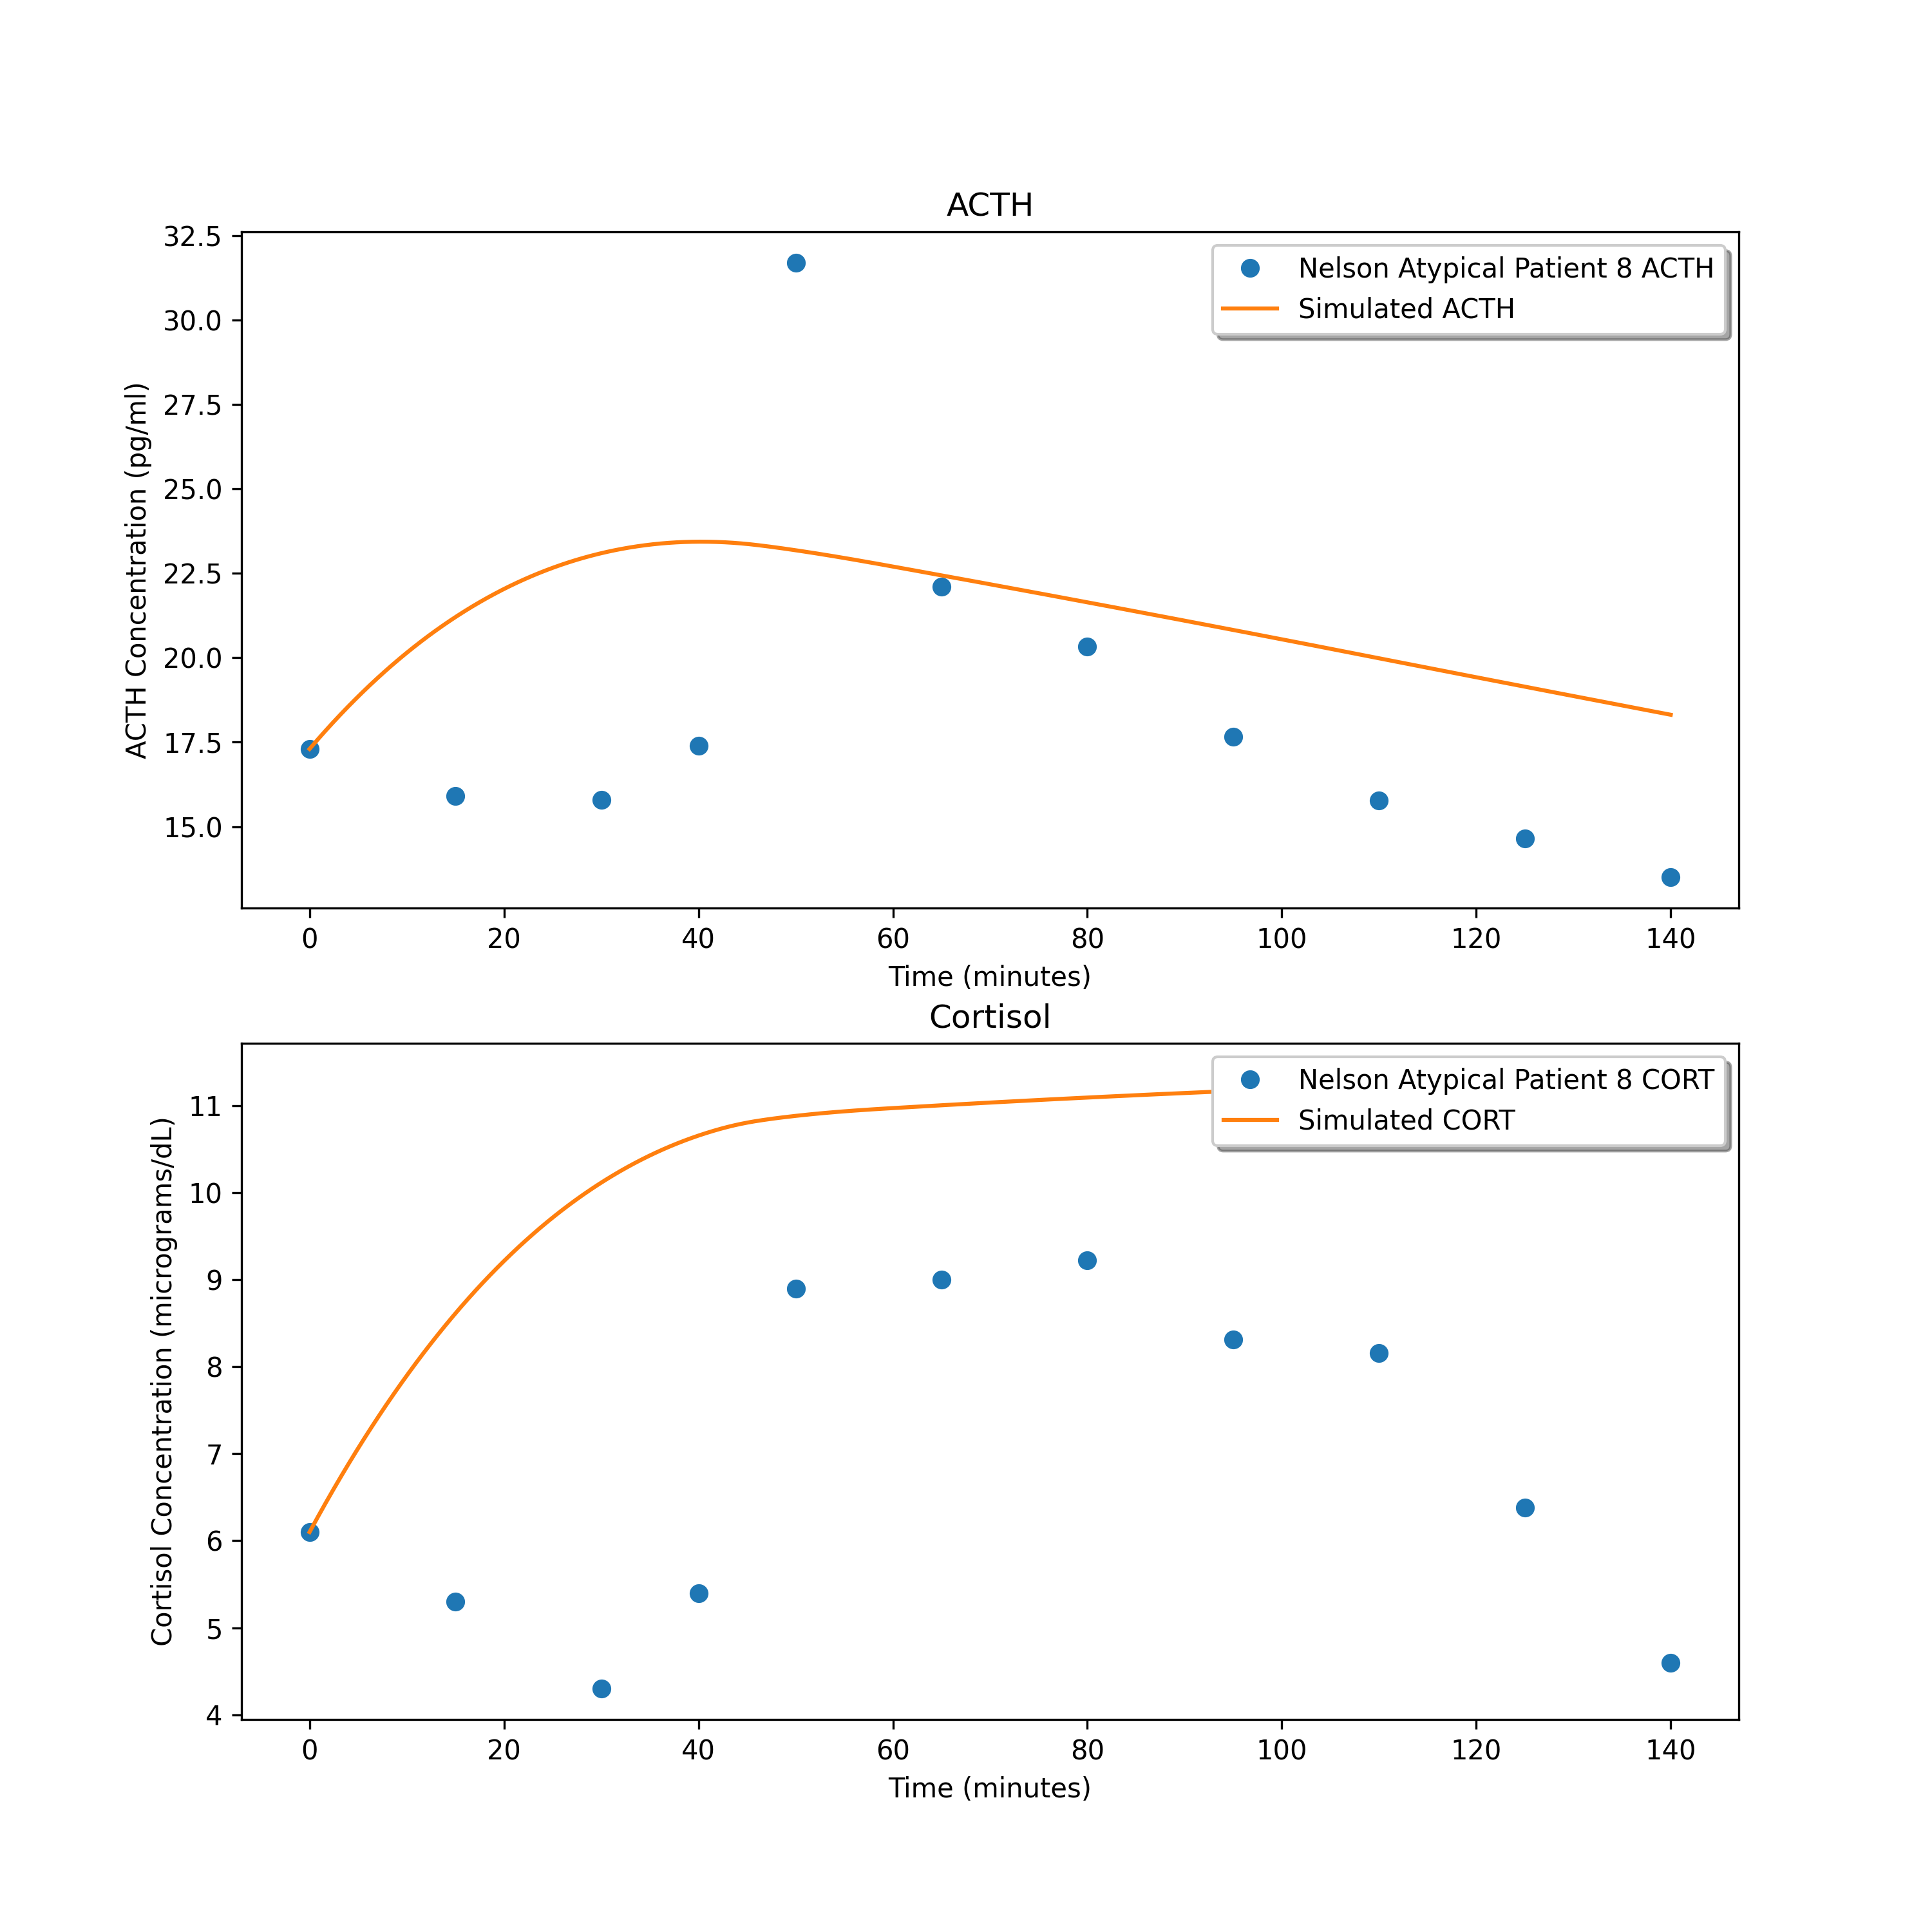 ACTH
32.5
30.0
27.5
25.0
22.5
20.0
17.5
15.0
ACTH Concentration (pg/ml)
Nelson Atypical Patient 8 ACTH
Simulated ACTH
0 20 40 60 80 100 120 140
Time (minutes)
Cortisol
11
10
9
8
7
6
5
4
Cortisol Concentration (micrograms/dL)
Nelson Atypical Patient 8 CORT
Simulated CORT
0 20 40 60 80 100 120 140
Time (minutes)